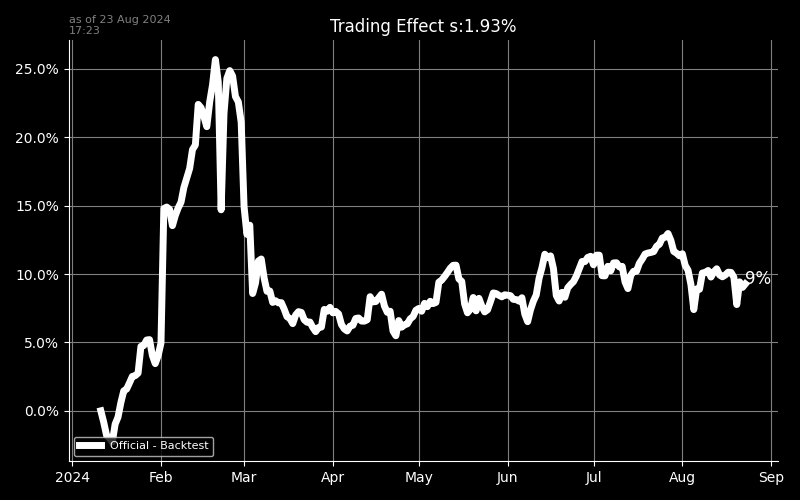 as of 23 Aug 2024
17:23
Trading Effect s:1.93%
25.0%
20.0%
15.0%
10.0%
5.0%
0.0%
9%
Official - Backtest
2024 Feb Mar Apr May Jun Jul Aug Sep